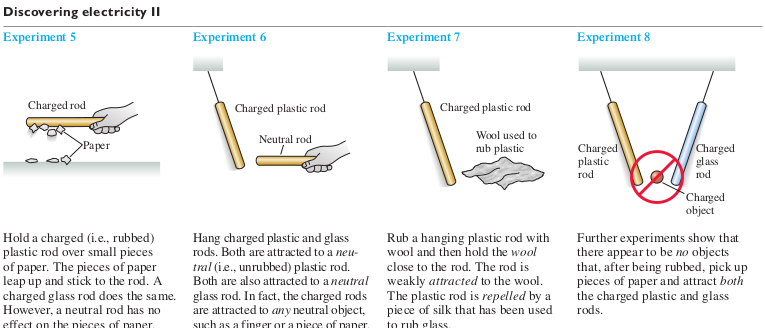 Discovering electricity II
Experiment 5
Charged rod
Paper
Hold a charged (i.e., rubbed)
plastic rod over small pieces
of paper. The pieces of paper
leap up and stick to the rod. A
charged glass rod does the same.
However, a neutral rod has no
effect on the pieces of paper.
Experiment 6
Charged plastic rod
Neutral rod
Hang charged plastic and glass
rods. Both are attracted to a neu-
tral (i.e., unrubbed) plastic rod.
Both are also attracted to a neutral
glass rod. In fact, the charged rods
are attracted to any neutral object,
such as a finger or a piece of paper.
Experiment 7
Charged plastic rod
Wool used to
rub plastic
Rub a hanging plastic rod with
wool and then hold the wool
close to the rod. The rod is
weakly attracted to the wool.
The plastic rod is repelled by a
piece of silk that has been used
to rub glass.
Experiment 8
Charged
plastic
rod
Charged
glass
rod
Charged
object
Further experiments show that
there appear to be no objects
that, after being rubbed, pick up
pieces of paper and attract both
the charged plastic and glass
rods.